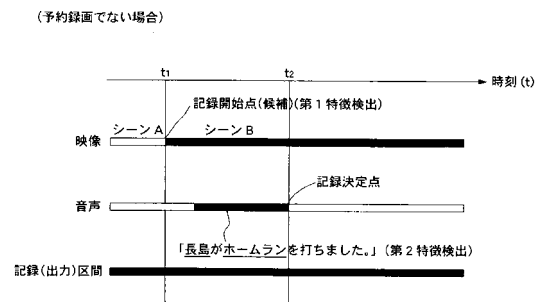 (予約録画でない場合)
t1 t2
時刻(t)
記録開始点(候補)(第1特徴検出)
シーンA シーンB
映像
記録決定点
音声
「長島がホームランを打ちました。」(第2特徴検出)
記録(出力)区間